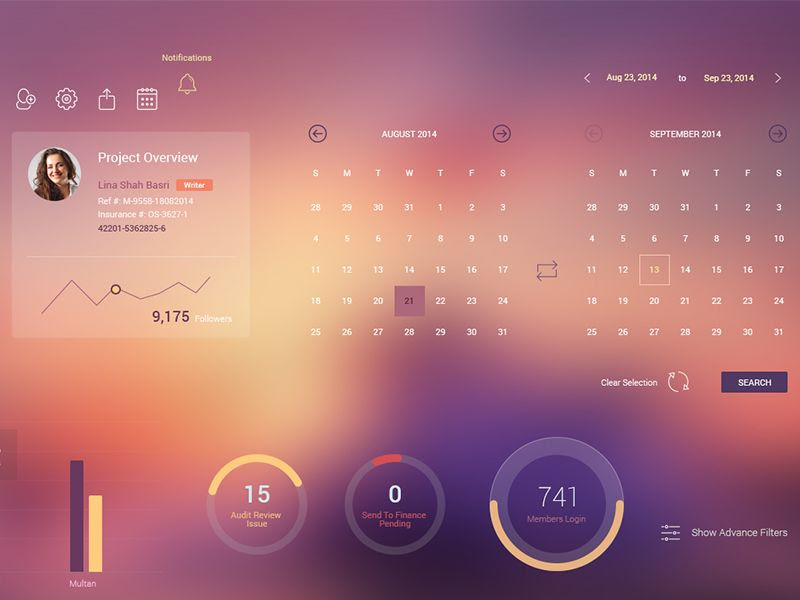 Notifications
Aug 23, 2014 to Sep 23, 2014
Project Overview
Lina Shah Basri Writer
Ref #: M-9558-18082014
Insurance #: OS-3627-1
42201-5362825-6
9,175 Followers
AUGUST 2014
S M T W T F S
28 29 30 31 1 2 3
4 5 6 7 8 9 10
11 12 13 14 15 16 17
18 19 20 21 22 23 24
25 26 27 28 29 30 31
SEPTEMBER 2014
S M T W T F S
28 29 30 31 1 2 3
4 5 6 7 8 9 10
11 12 13 14 15 16 17
18 19 20 21 22 23 24
25 26 27 28 29 30 31
Clear Selection
SEARCH
Multan
15
Audit Review
Issue
0
Send To Finance
Pending
741
Members Login
Show Advance Filters